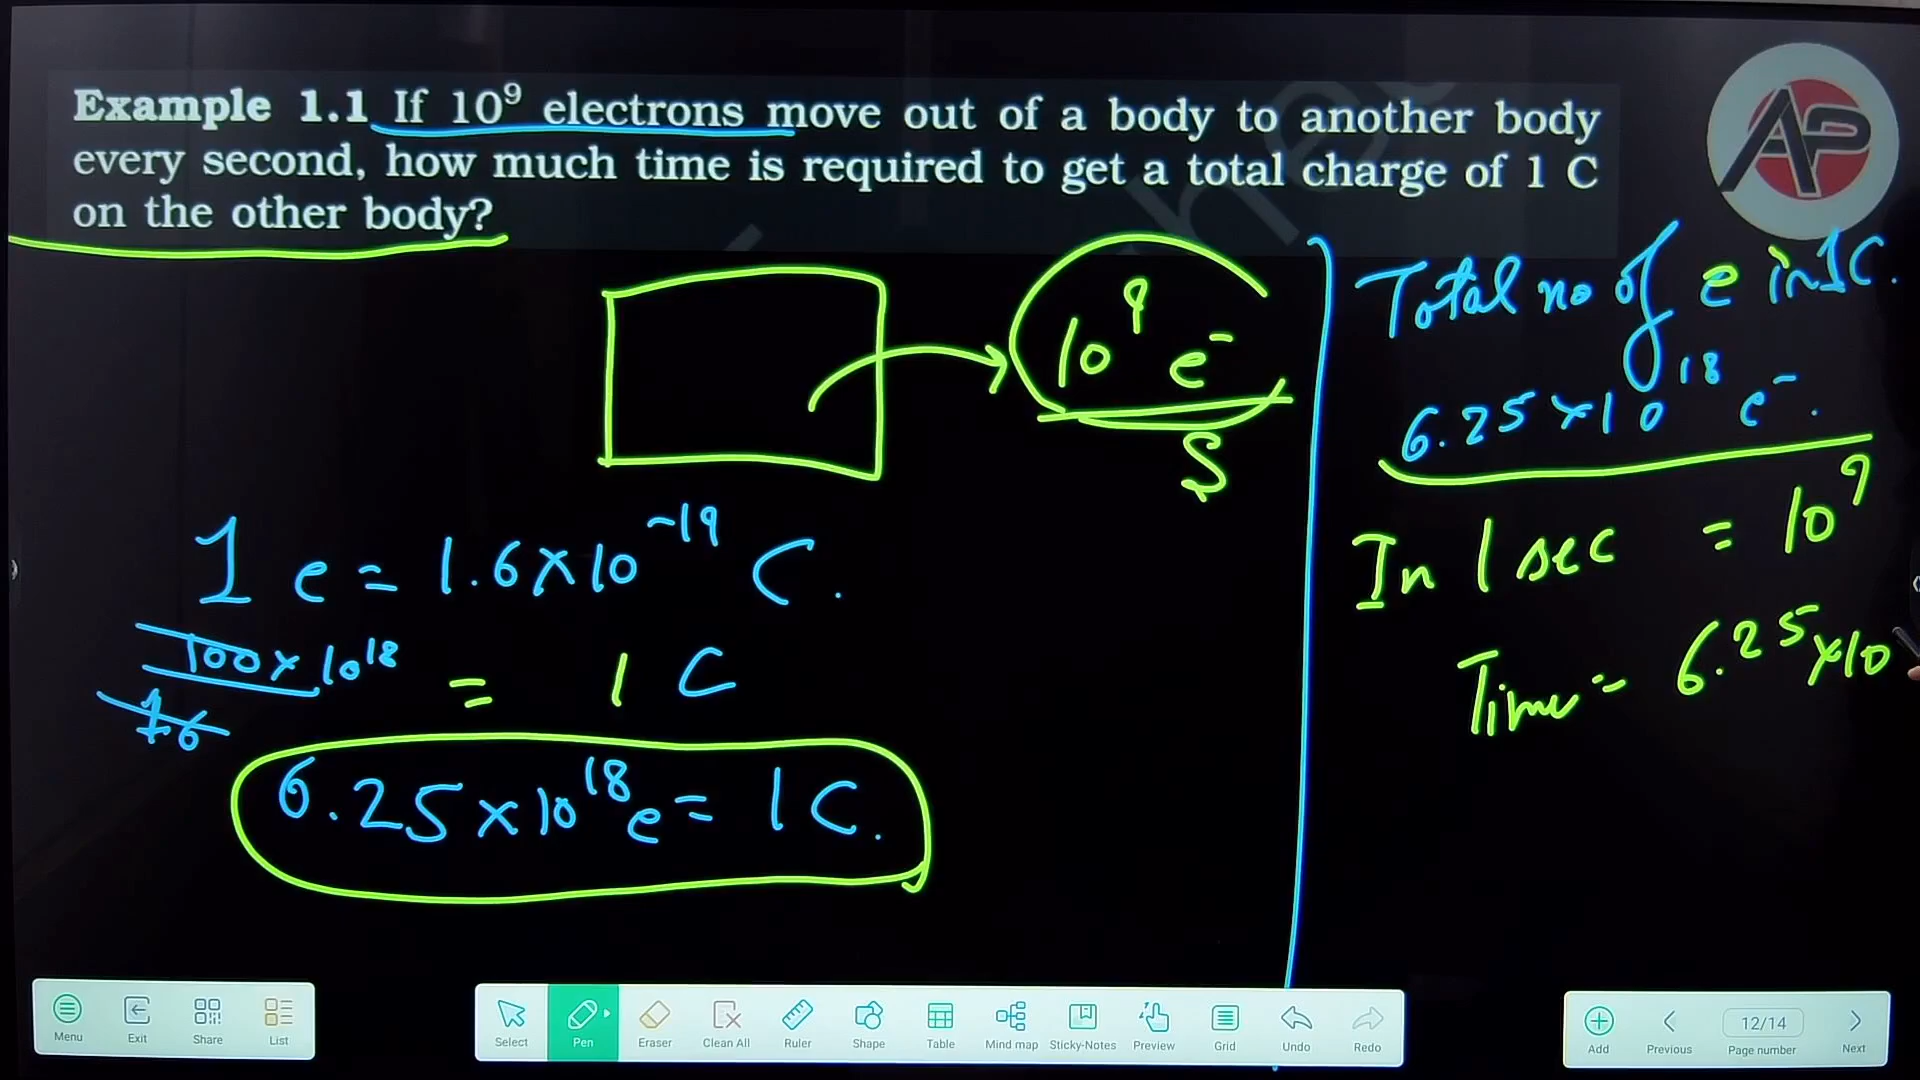 Example 1.1 If 10⁹ electrons move out of a body to another body
every second, how much time is required to get a total charge of 1 C
on the other body?
AP
10⁹ e⁻
S
1 e = 1.6×10⁻¹⁹ C.
100×10¹⁸ = 1 C
16
6.25×10¹⁸e = 1C.
Total no of e in 1C.
6.25×10¹⁸ e⁻.
In 1 sec = 10⁹
Time = 6.25×10
Menu Exit Share List
Select Pen Eraser Clean All Ruler Shape Table Mind map Sticky-Notes Preview Grid Undo Redo
12/14
Add Previous Page number Next